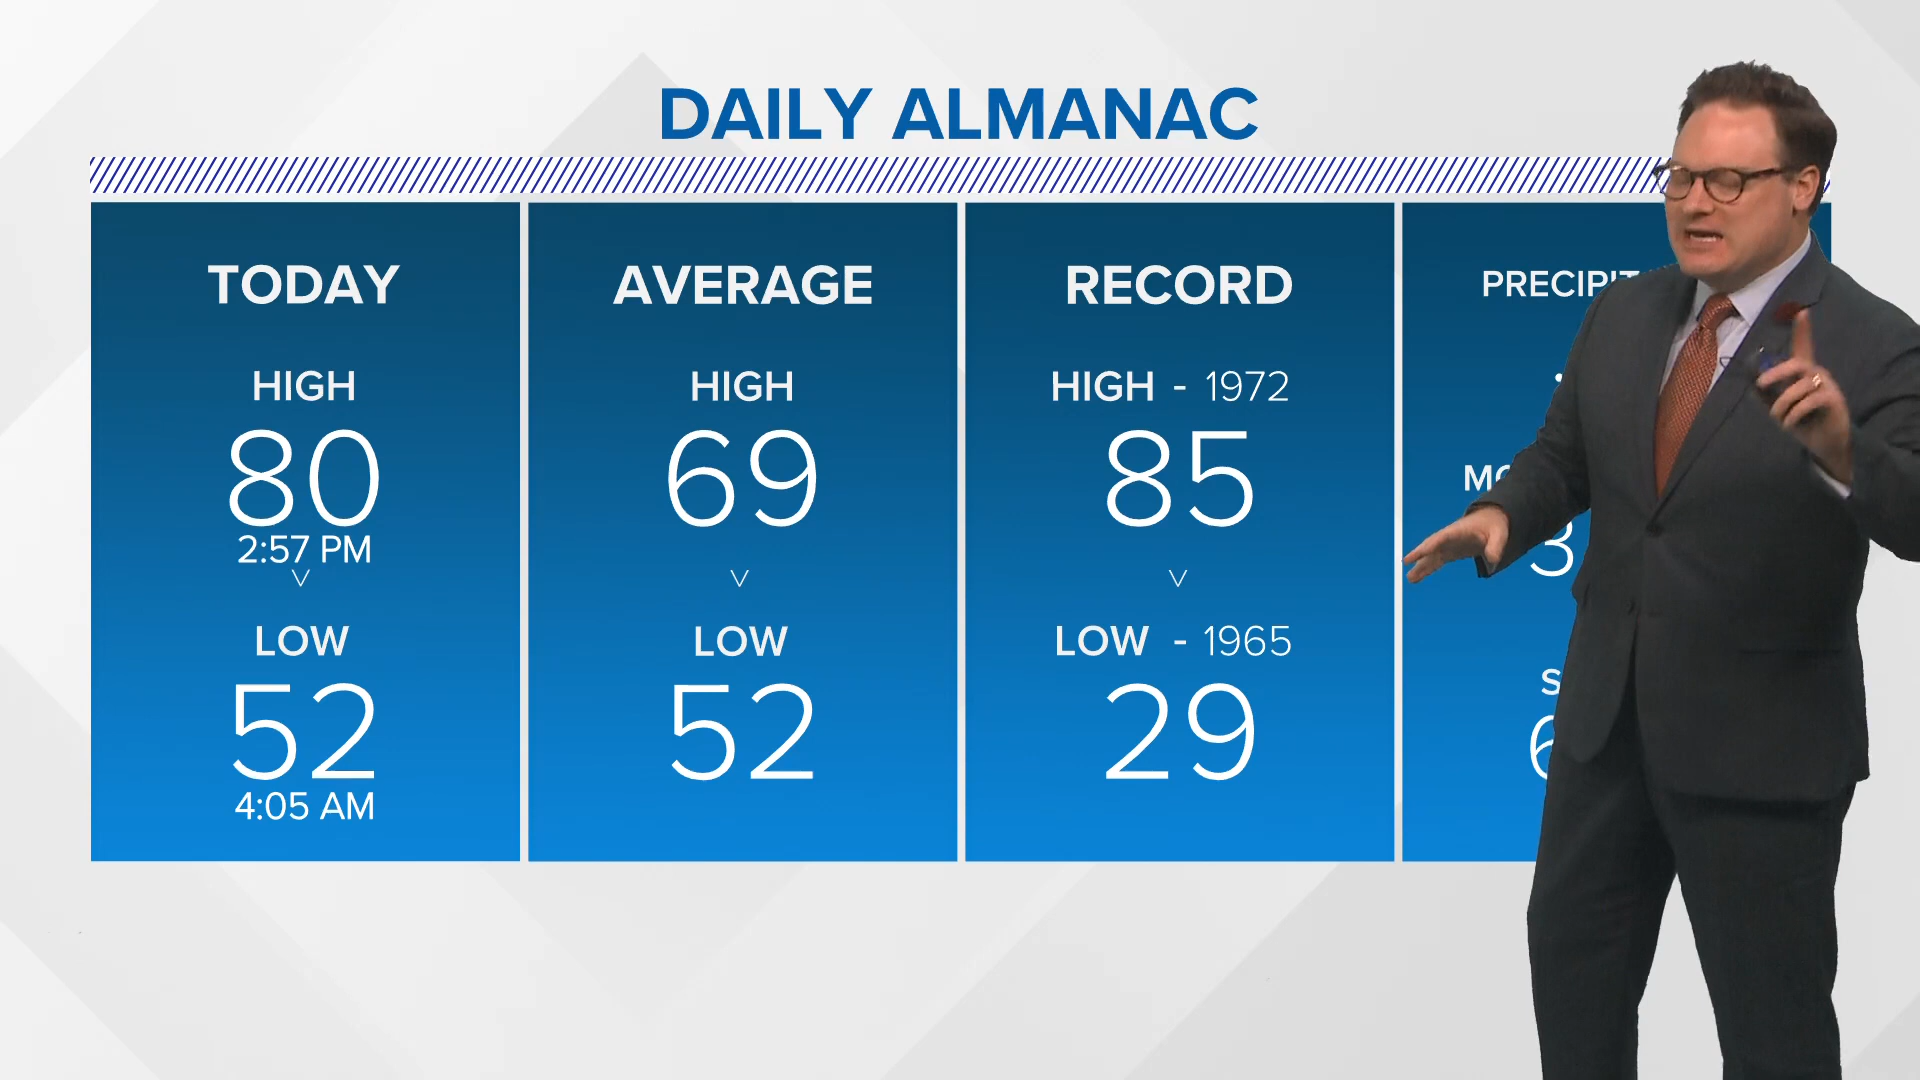 DAILY ALMANAC
TODAY
HIGH
80
2:57 PM
LOW
52
4:05 AM
AVERAGE
HIGH
69
LOW
52
RECORD
HIGH - 1972
85
LOW - 1965
29